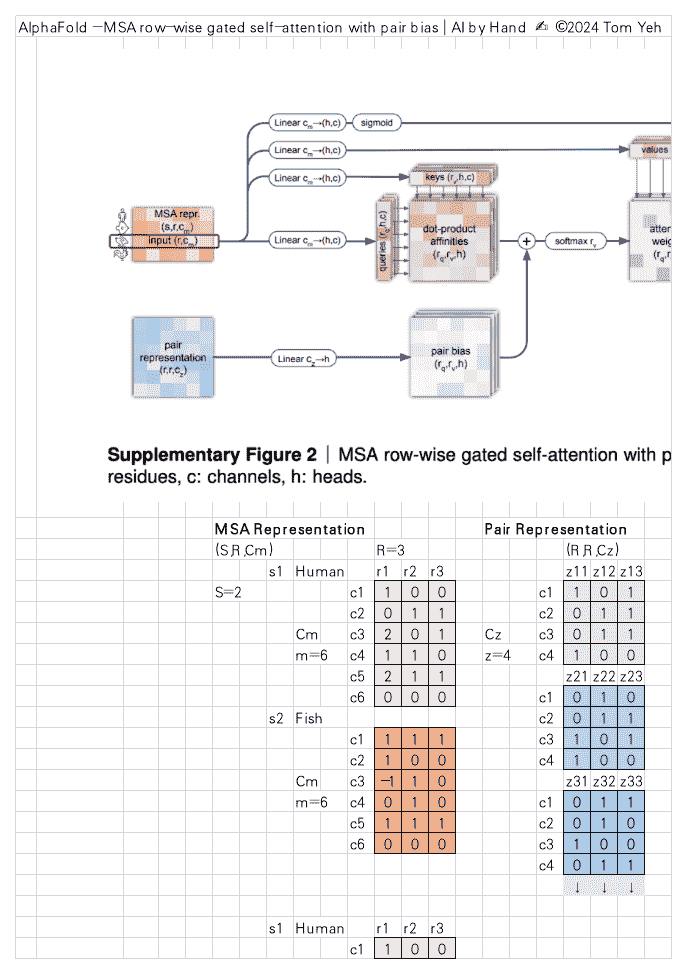 AlphaFold —MSA row-wise gated self-attention with pair bias | AI by Hand ✍ ©2024 Tom Yeh
Linear cm→(h,c) sigmoid
Linear cm→(h,c) values
Linear cm→(h,c) keys (rv,h,c)
MSA repr.
(s,r,cm)
input (r,cm)
Linear cm→(h,c)
queries (rq,h,c)
dot-product
affinities
(rq,rv,h)
+
softmax rv
pair
representation
(r,r,cz)
Linear cz→h
pair bias
(rq,rv,h)
Supplementary Figure 2 | MSA row-wise gated self-attention with
residues, c: channels, h: heads.
MSA Representation Pair Representation
(S,R,Cm) R=3 (R,R,Cz)
s1 Human r1 r2 r3 z11 z12 z13
S=2 c1 1 0 0 c1 1 0 1
c2 0 1 1 c2 0 1 1
Cm c3 2 0 1 Cz c3 0 1 1
m=6 c4 1 1 0 z=4 c4 1 0 0
c5 2 1 1 z21 z22 z23
c6 0 0 0 c1 0 1 0
s2 Fish c2 0 1 1
c1 1 1 1 c3 1 0 1
c2 1 0 0 c4 1 0 0
Cm c3 -1 1 0 z31 z32 z33
m=6 c4 0 1 0 c1 0 1 1
c5 1 1 1 c2 0 1 0
c6 0 0 0 c3 1 0 0
c4 0 1 1
↓ ↓ ↓
s1 Human r1 r2 r3
c1 1 0 0